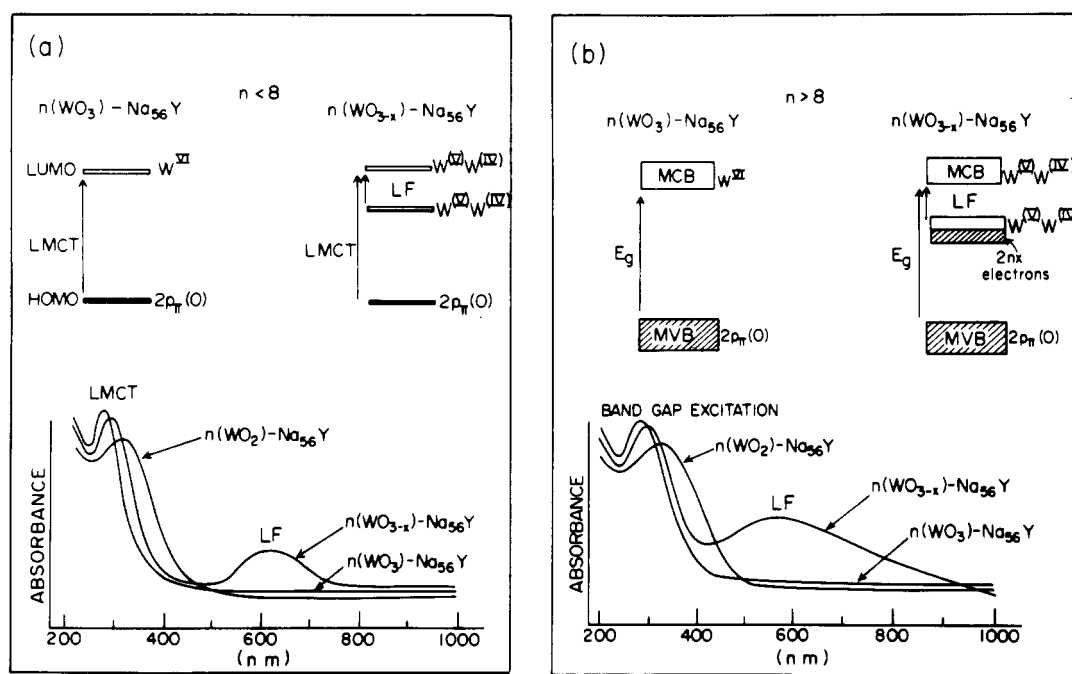 (a)
n < 8
n(WO₃) – Na₅₆Y
n(WO₃₋ₓ) – Na₅₆Y
LUMO
W^VI
W^(V) W^(IV)
LF
W^(V) W^(IV)
LMCT
LMCT
HOMO
2pπ(O)
2pπ(O)
LMCT
n(WO₂)–Na₅₆Y
LF
n(WO₃₋ₓ)–Na₅₆Y
n(WO₃)–Na₅₆Y
ABSORBANCE
200 400 600 800 1000
(nm)
(b)
n > 8
n(WO₃) – Na₅₆Y
n(WO₃₋ₓ) – Na₅₆Y
MCB
W^VI
MCB
W^(V) W^(IV)
LF
W^(V) W^(IV)
2nx
electrons
Eg
Eg
MVB
2pπ(O)
MVB
2pπ(O)
BAND GAP EXCITATION
n(WO₂)–Na₅₆Y
n(WO₃₋ₓ)–Na₅₆Y
LF
n(WO₃)–Na₅₆Y
ABSORBANCE
200 400 600 800 1000
(nm)